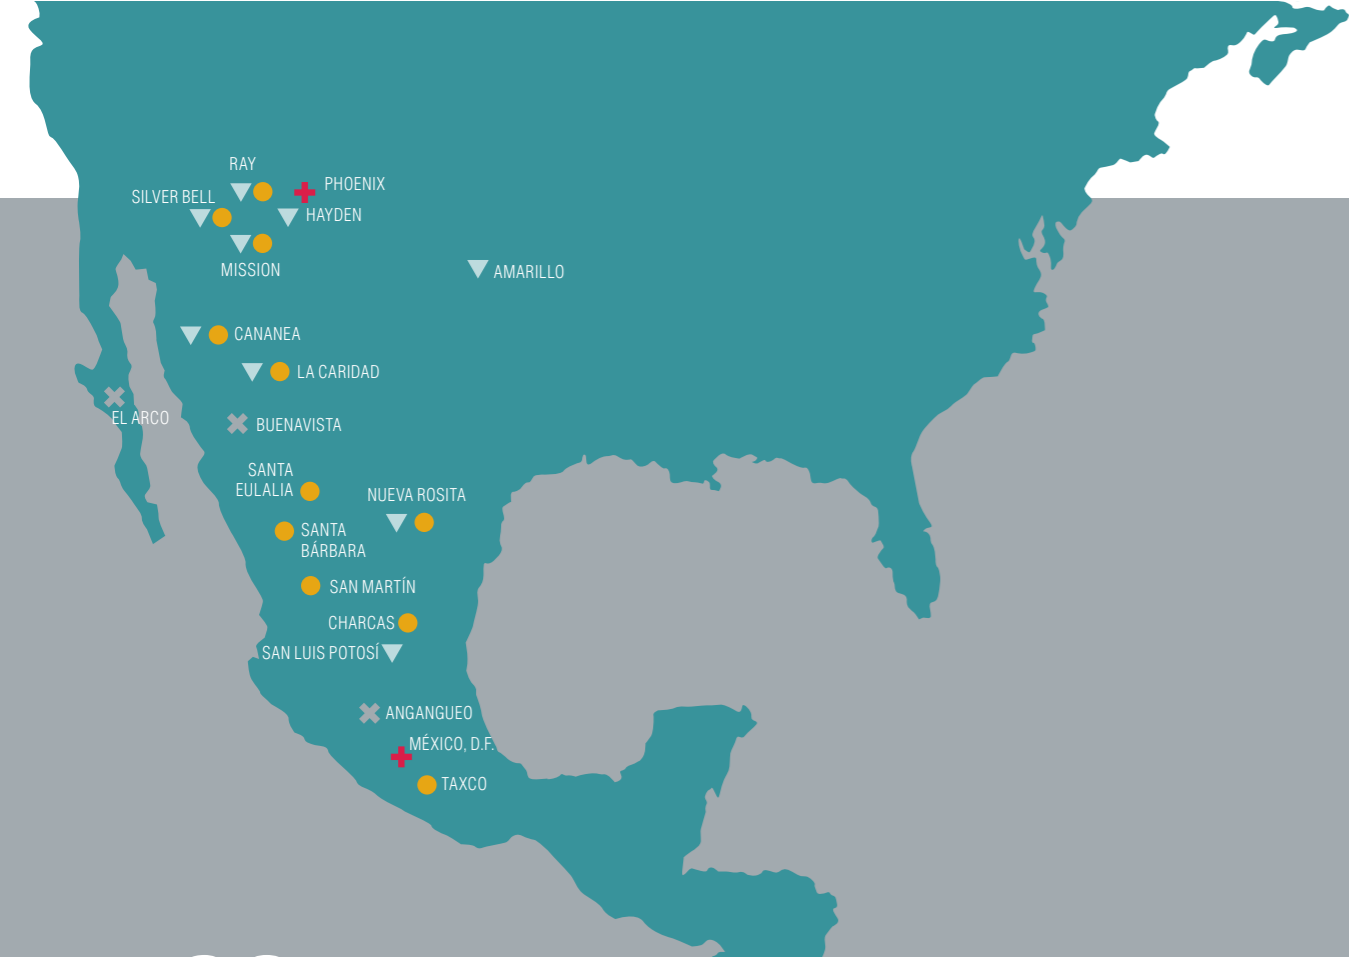 RAY
PHOENIX
SILVER BELL
HAYDEN
MISSION
AMARILLO
CANANEA
LA CARIDAD
EL ARCO
BUENAVISTA
SANTA
EULALIA
NUEVA ROSITA
SANTA
BÁRBARA
SAN MARTÍN
CHARCAS
SAN LUIS POTOSÍ
ANGANGUEO
MÉXICO, D.F.
TAXCO